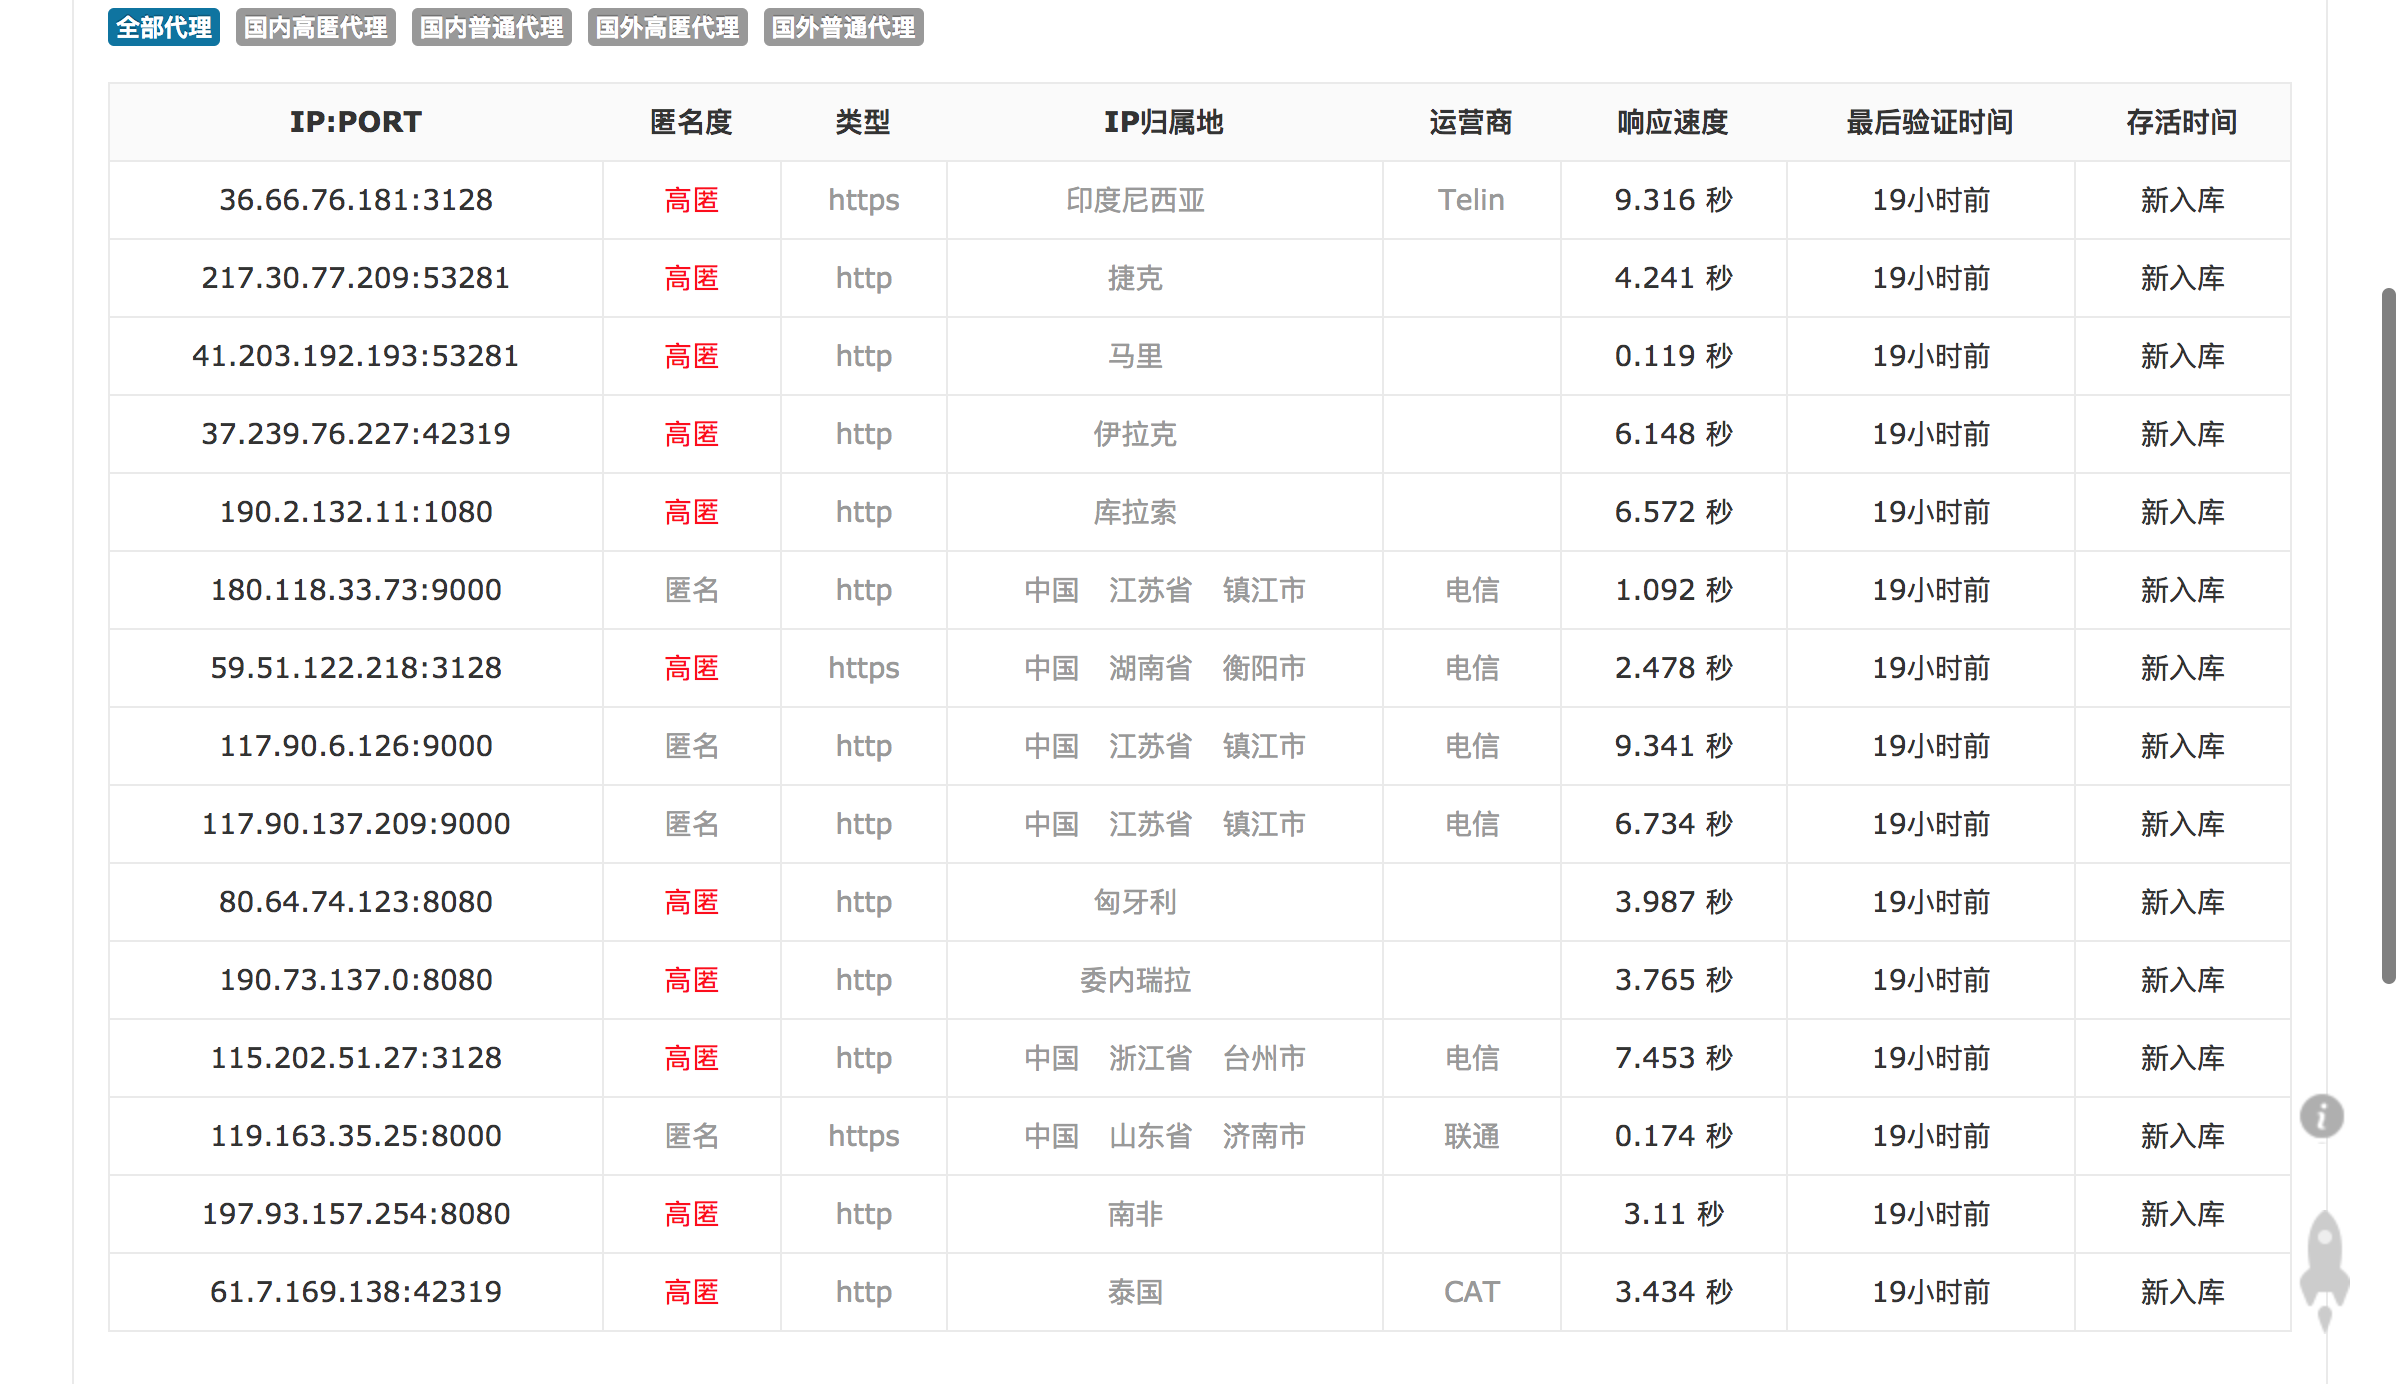 全部代理 国内高匿代理 国内普通代理 国外高匿代理 国外普通代理
IP:PORT 匿名度 类型 IP归属地 运营商 响应速度 最后验证时间 存活时间
36.66.76.181:3128 高匿 https 印度尼西亚 Telin 9.316 秒 19小时前 新入库
217.30.77.209:53281 高匿 http 捷克 4.241 秒 19小时前 新入库
41.203.192.193:53281 高匿 http 马里 0.119 秒 19小时前 新入库
37.239.76.227:42319 高匿 http 伊拉克 6.148 秒 19小时前 新入库
190.2.132.11:1080 高匿 http 库拉索 6.572 秒 19小时前 新入库
180.118.33.73:9000 匿名 http 中国 江苏省 镇江市 电信 1.092 秒 19小时前 新入库
59.51.122.218:3128 高匿 https 中国 湖南省 衡阳市 电信 2.478 秒 19小时前 新入库
117.90.6.126:9000 匿名 http 中国 江苏省 镇江市 电信 9.341 秒 19小时前 新入库
117.90.137.209:9000 匿名 http 中国 江苏省 镇江市 电信 6.734 秒 19小时前 新入库
80.64.74.123:8080 高匿 http 匈牙利 3.987 秒 19小时前 新入库
190.73.137.0:8080 高匿 http 委内瑞拉 3.765 秒 19小时前 新入库
115.202.51.27:3128 高匿 http 中国 浙江省 台州市 电信 7.453 秒 19小时前 新入库
119.163.35.25:8000 匿名 https 中国 山东省 济南市 联通 0.174 秒 19小时前 新入库
197.93.157.254:8080 高匿 http 南非 3.11 秒 19小时前 新入库
61.7.169.138:42319 高匿 http 泰国 CAT 3.434 秒 19小时前 新入库